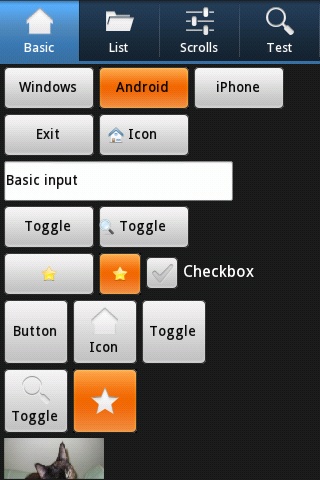 Basic List Scrolls Test
Windows Android iPhone
Exit Icon
Basic input
Toggle Toggle
Checkbox
Button Icon Toggle
Toggle